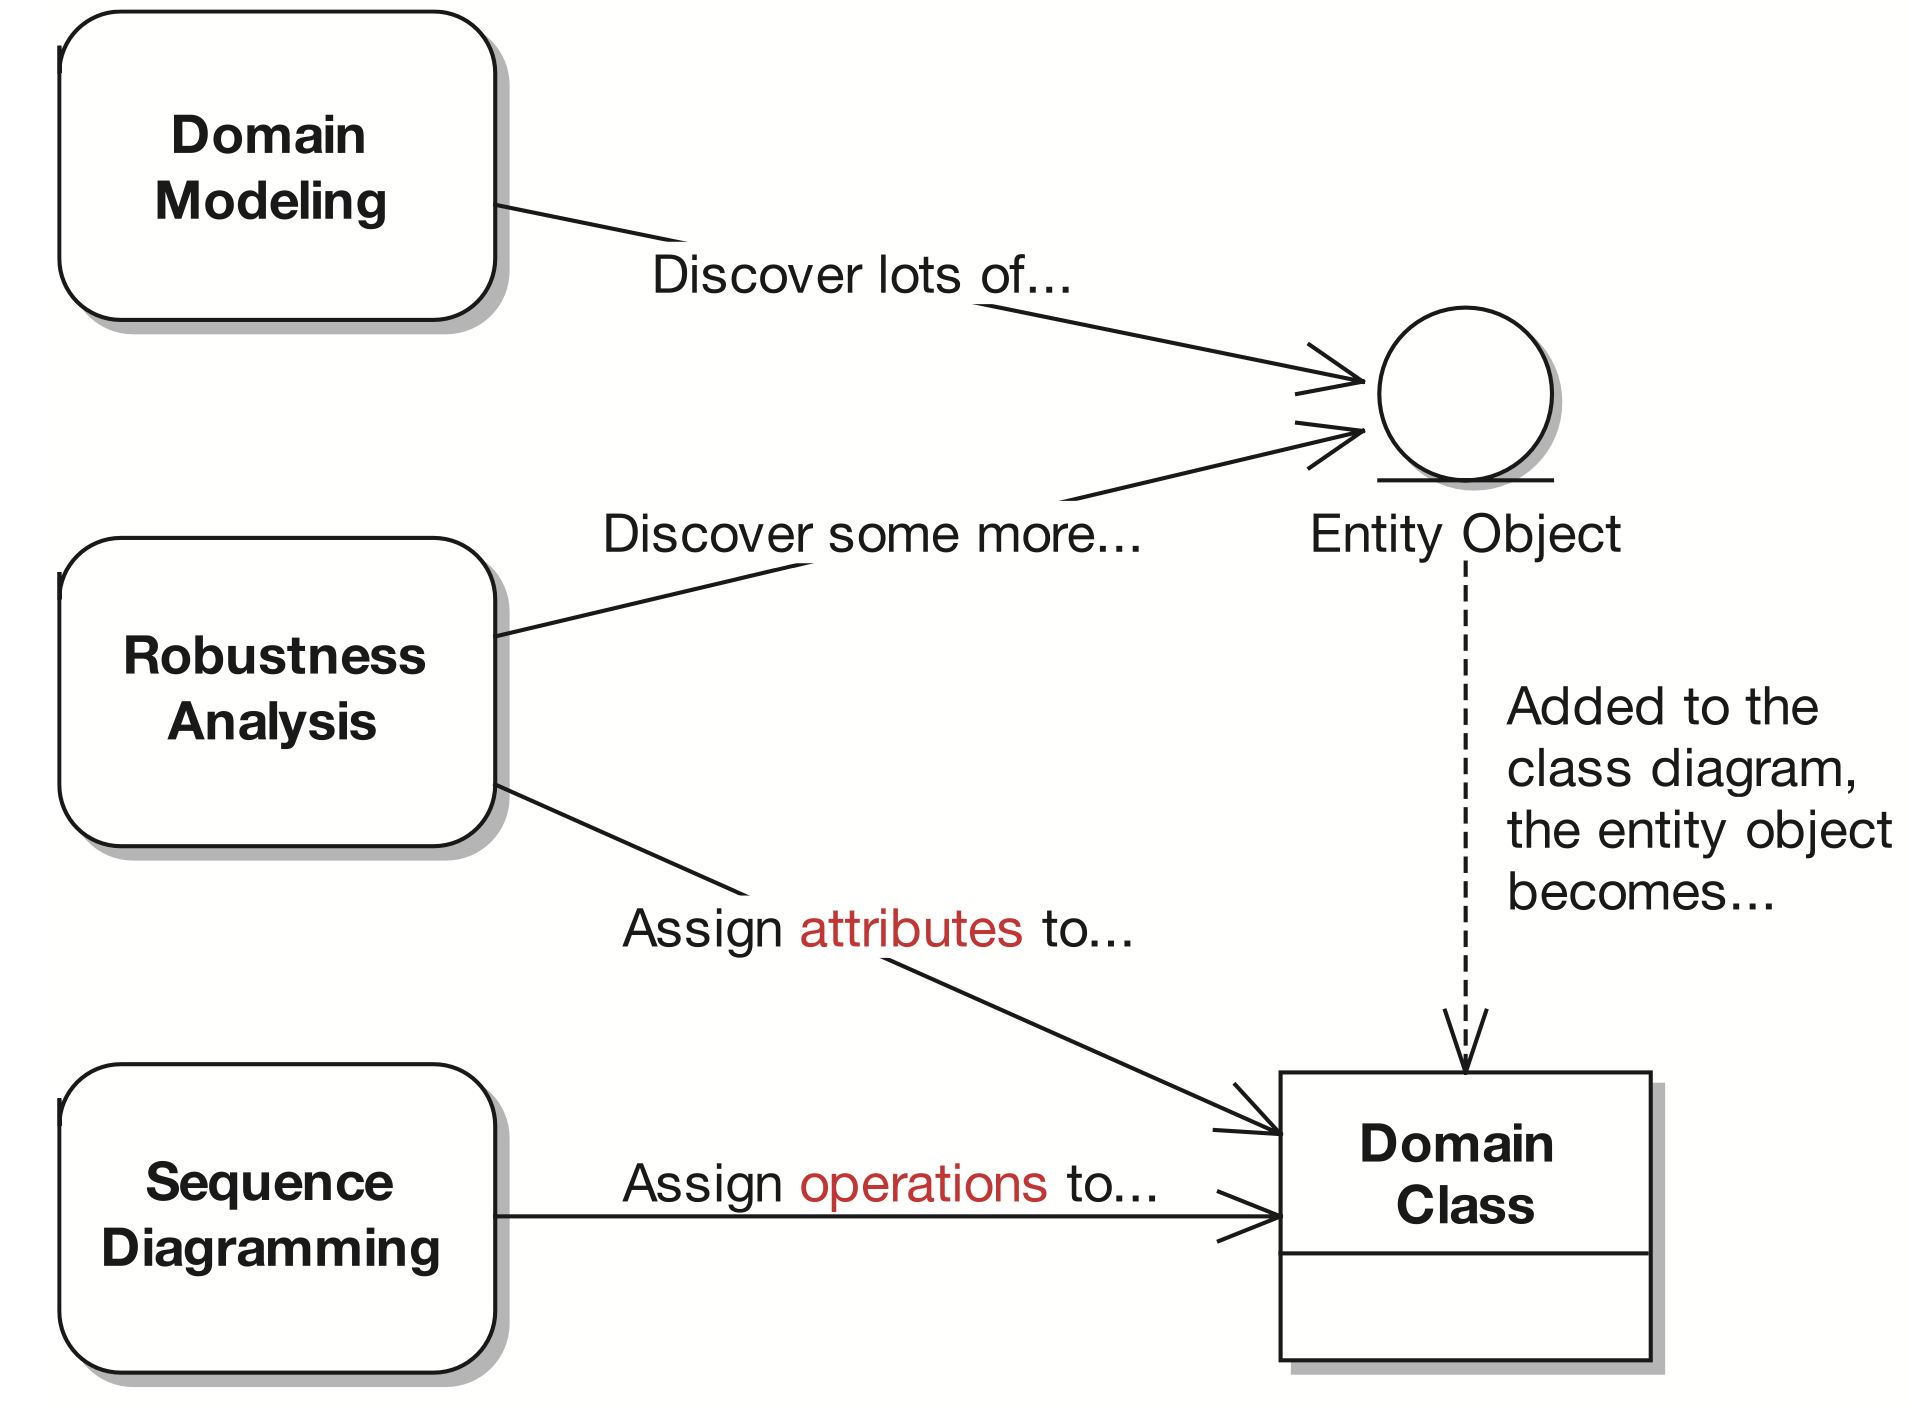 Domain
Modeling
Discover lots of...
Discover some more...
Entity Object
Robustness
Analysis
Added to the
class diagram,
the entity object
becomes...
Assign attributes to...
Sequence
Diagramming
Assign operations to...
Domain
Class